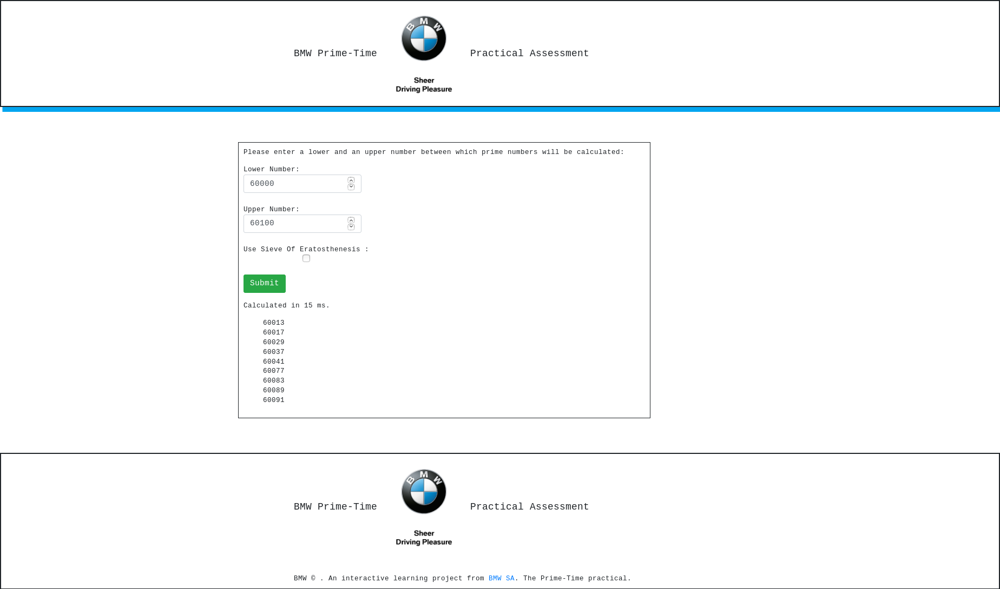 BMW
BMW Prime-Time
Practical Assessment
Sheer
Driving Pleasure
Please enter a lower and an upper number between which prime numbers will be calculated:
Lower Number:
60000
Upper Number:
60100
Use Sieve Of Eratosthenesis :
Submit
Calculated in 15 ms.
60013
60017
60029
60037
60041
60077
60083
60089
60091
BMW
BMW Prime-Time
Practical Assessment
Sheer
Driving Pleasure
BMW © . An interactive learning project from BMW SA. The Prime-Time practical.